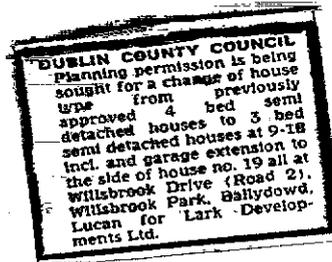 DUBLIN COUNTY COUNCIL
Planning permission is being
sought for a change of house
type from previously
approved 4 bed semi
detached houses to 3 bed
semi detached houses at 9-18
incl. and garage extension to
the side of house no. 19 all at
Willsbrook Drive (Road 2),
Willsbrook Park, Ballydowd,
Lucan for Lark Develop-
ments Ltd.